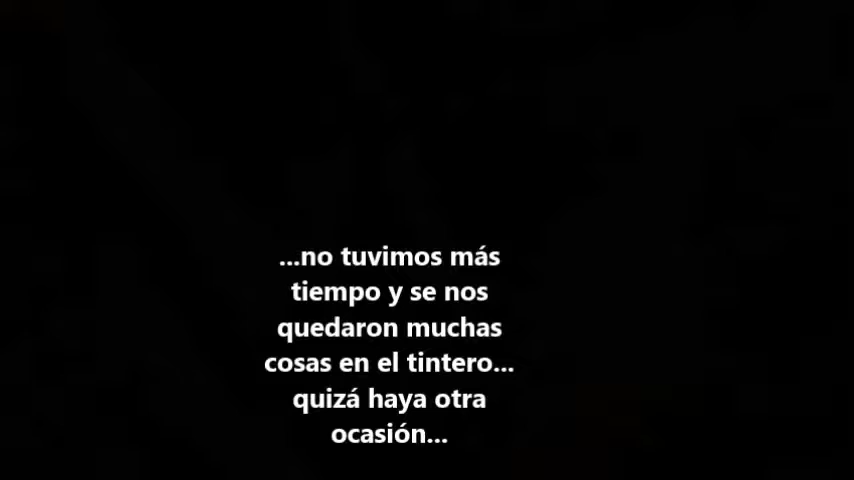 ...no tuvimos más
tiempo y se nos
quedaron muchas
cosas en el tintero...
quizá haya otra
ocasión...